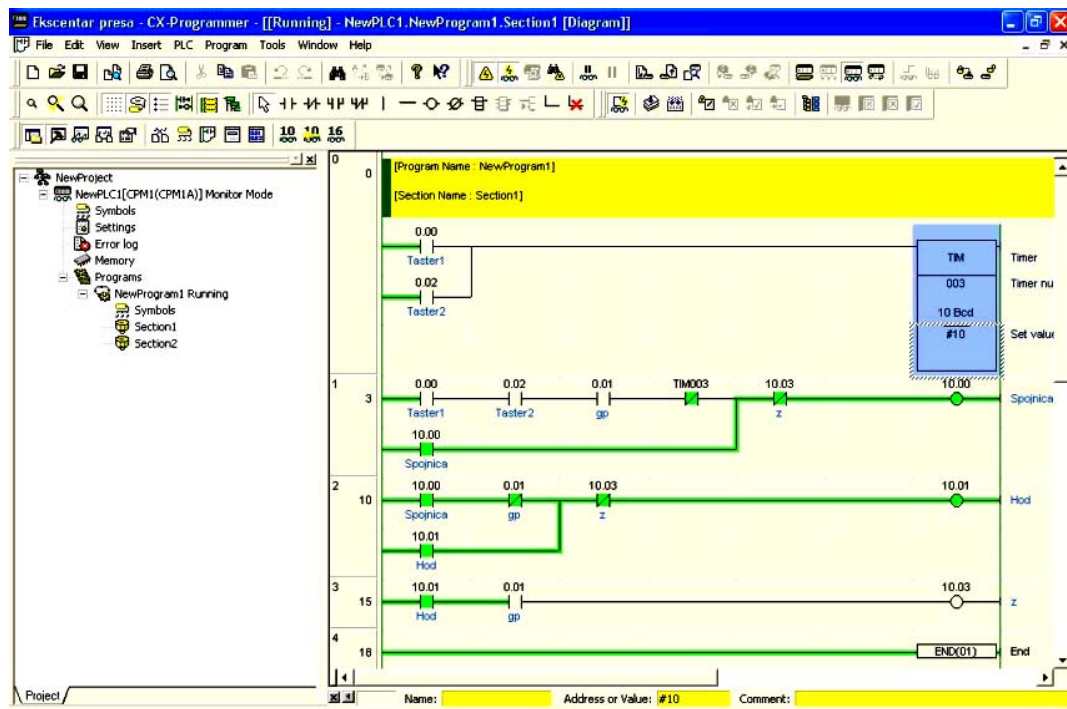 Ekscentar presa - CX-Programmer - [[Running] - NewPLC1.NewProgram1.Section1 [Diagram]]
File Edit View Insert PLC Program Tools Window Help
10 10 16
NewProject
NewPLC1[CPM1(CPM1A)] Monitor Mode
Symbols
Settings
Error log
Memory
Programs
NewProgram1 Running
Symbols
Section1
Section2
Project
0
0
[Program Name : NewProgram1]
[Section Name : Section1]
0.00
Taster1
0.02
Taster2
TIM Timer
003 Timer nu
10 Bcd
#10 Set value
1
3
0.00 0.02 0.01 TIM003 10.03 10.00
Taster1 Taster2 gp z Spojnica
10.00
Spojnica
2
10
10.00 0.01 10.03 10.01
Spojnica gp z Hod
10.01
Hod
3
15
10.01 0.01 10.03
Hod gp z
4
18
END(01) End
Name: Address or Value: #10 Comment: